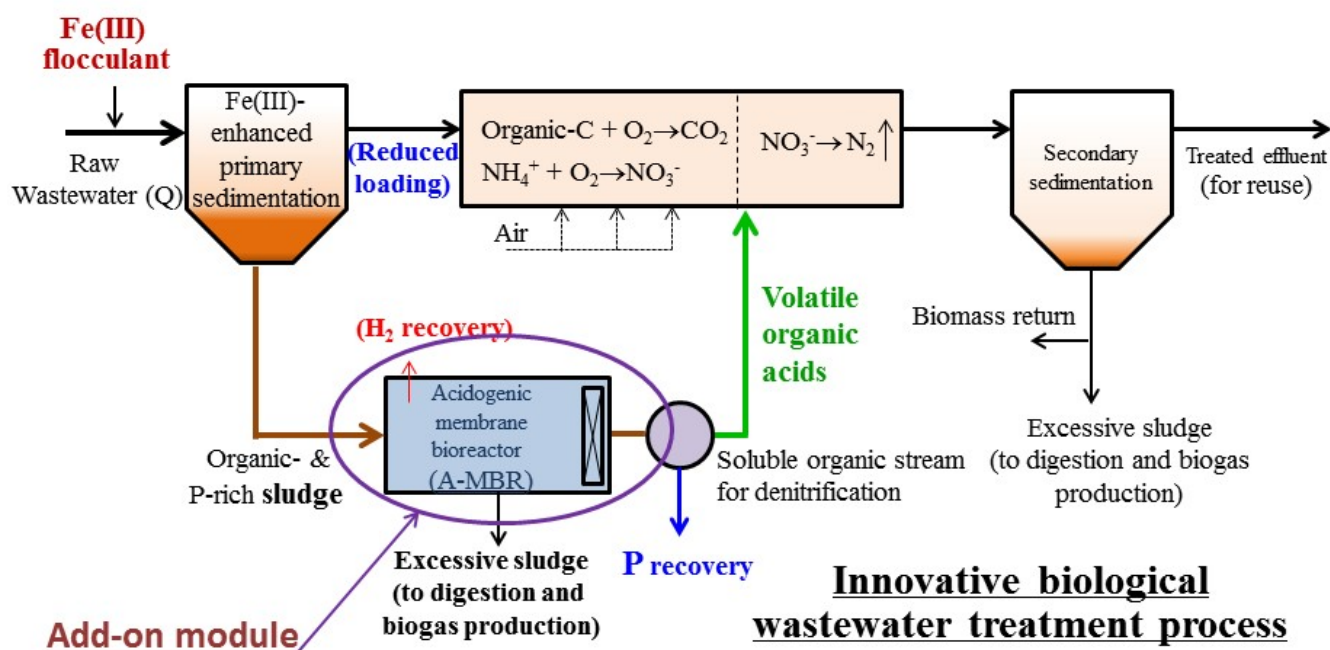 Fe(III)
flocculant
Raw
Wastewater (Q)
Fe(III)-
enhanced
primary
sedimentation
(Reduced
loading)
Organic-C + O₂→CO₂
NH₄⁺ + O₂→NO₃⁻
NO₃⁻→N₂↑
Air
Secondary
sedimentation
Treated effluent
(for reuse)
Biomass return
Excessive sludge
(to digestion and biogas
production)
Volatile
organic
acids
(H₂ recovery)
Acidogenic
membrane
bioreactor
(A-MBR)
Organic- &
P-rich sludge
Soluble organic stream
for denitrification
Excessive sludge
(to digestion and
biogas production)
P recovery
Add-on module
Innovative biological
wastewater treatment process